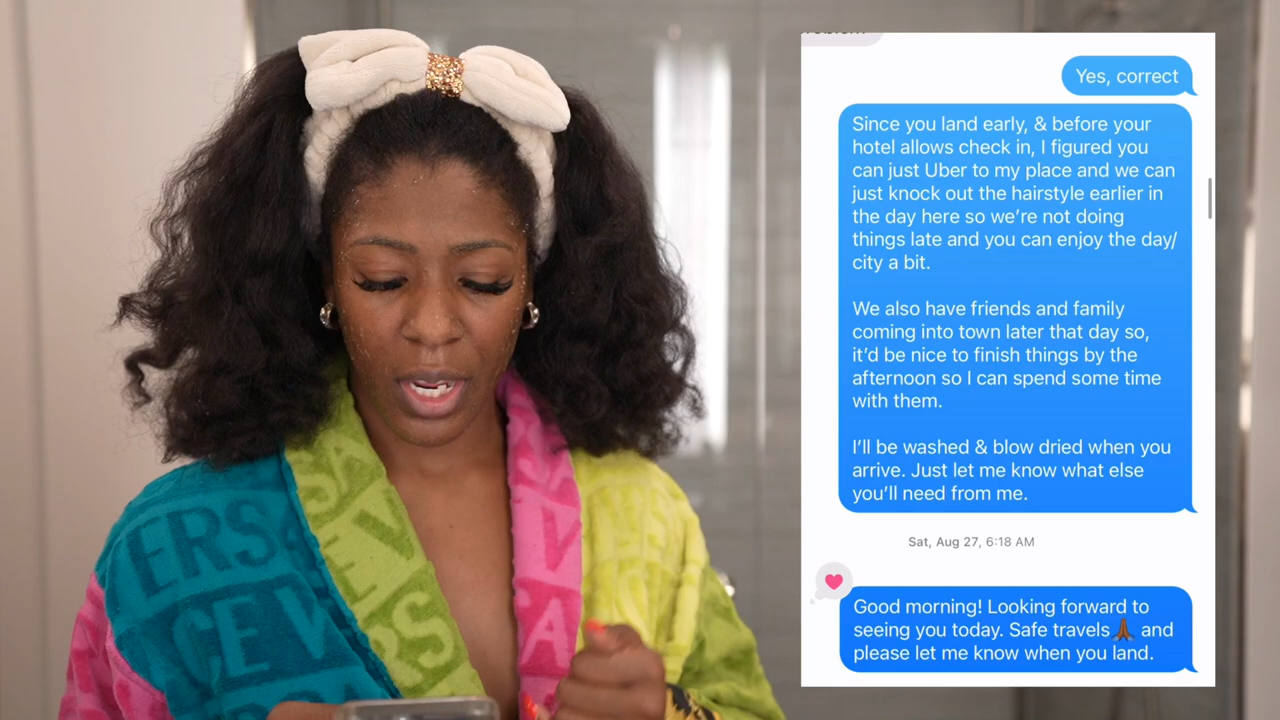 Yes, correct
Since you land early, & before your
hotel allows check in, I figured you
can just Uber to my place and we can
just knock out the hairstyle earlier in
the day here so we’re not doing
things late and you can enjoy the day/
city a bit.
We also have friends and family
coming into town later that day so,
it’d be nice to finish things by the
afternoon so I can spend some time
with them.
I’ll be washed & blow dried when you
arrive. Just let me know what else
you’ll need from me.
Sat, Aug 27, 6:18 AM
Good morning! Looking forward to
seeing you today. Safe travels🙏🏾 and
please let me know when you land.
ERSA
CE V